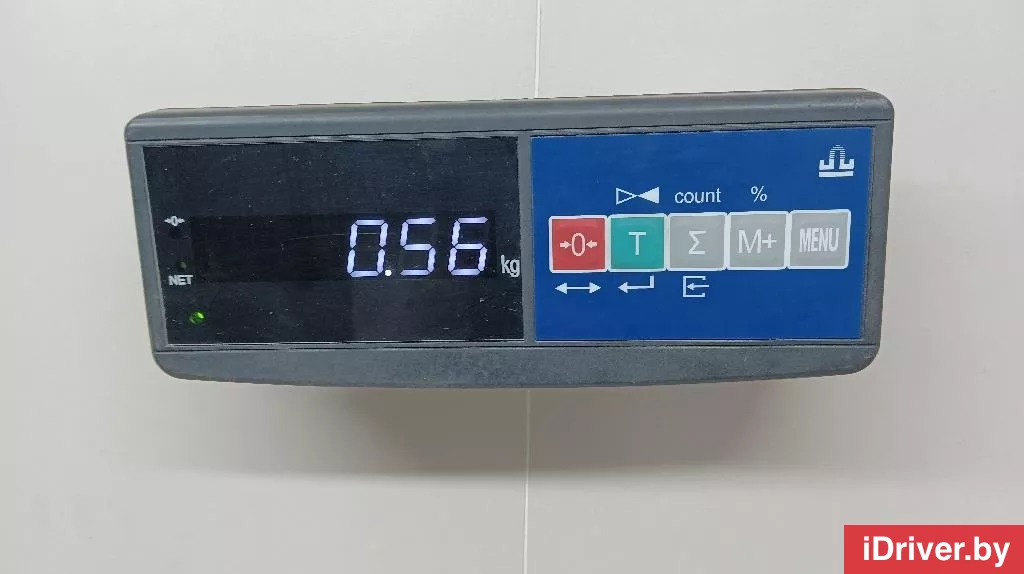 count %
→0←
0.56 kg
→0← T Σ M+ MENU
NET
iDriver.by